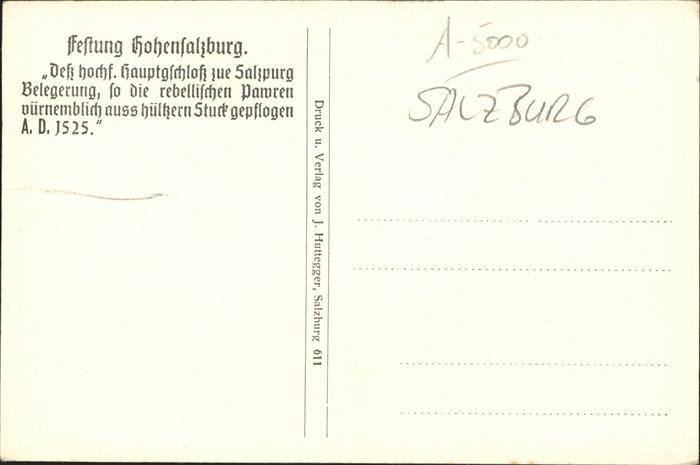 Festung Hohensalzburg.
„Deß hochf. Hauptgschloß zue Salzpurg
Belegerung, so die rebellischen Pawren
vürnemblich auss hültzern Stuck gepflogen
A. D. 1525.“
Druck u. Verlag von J. Huttegger, Salzburg 611
A-5000
SALZBURG